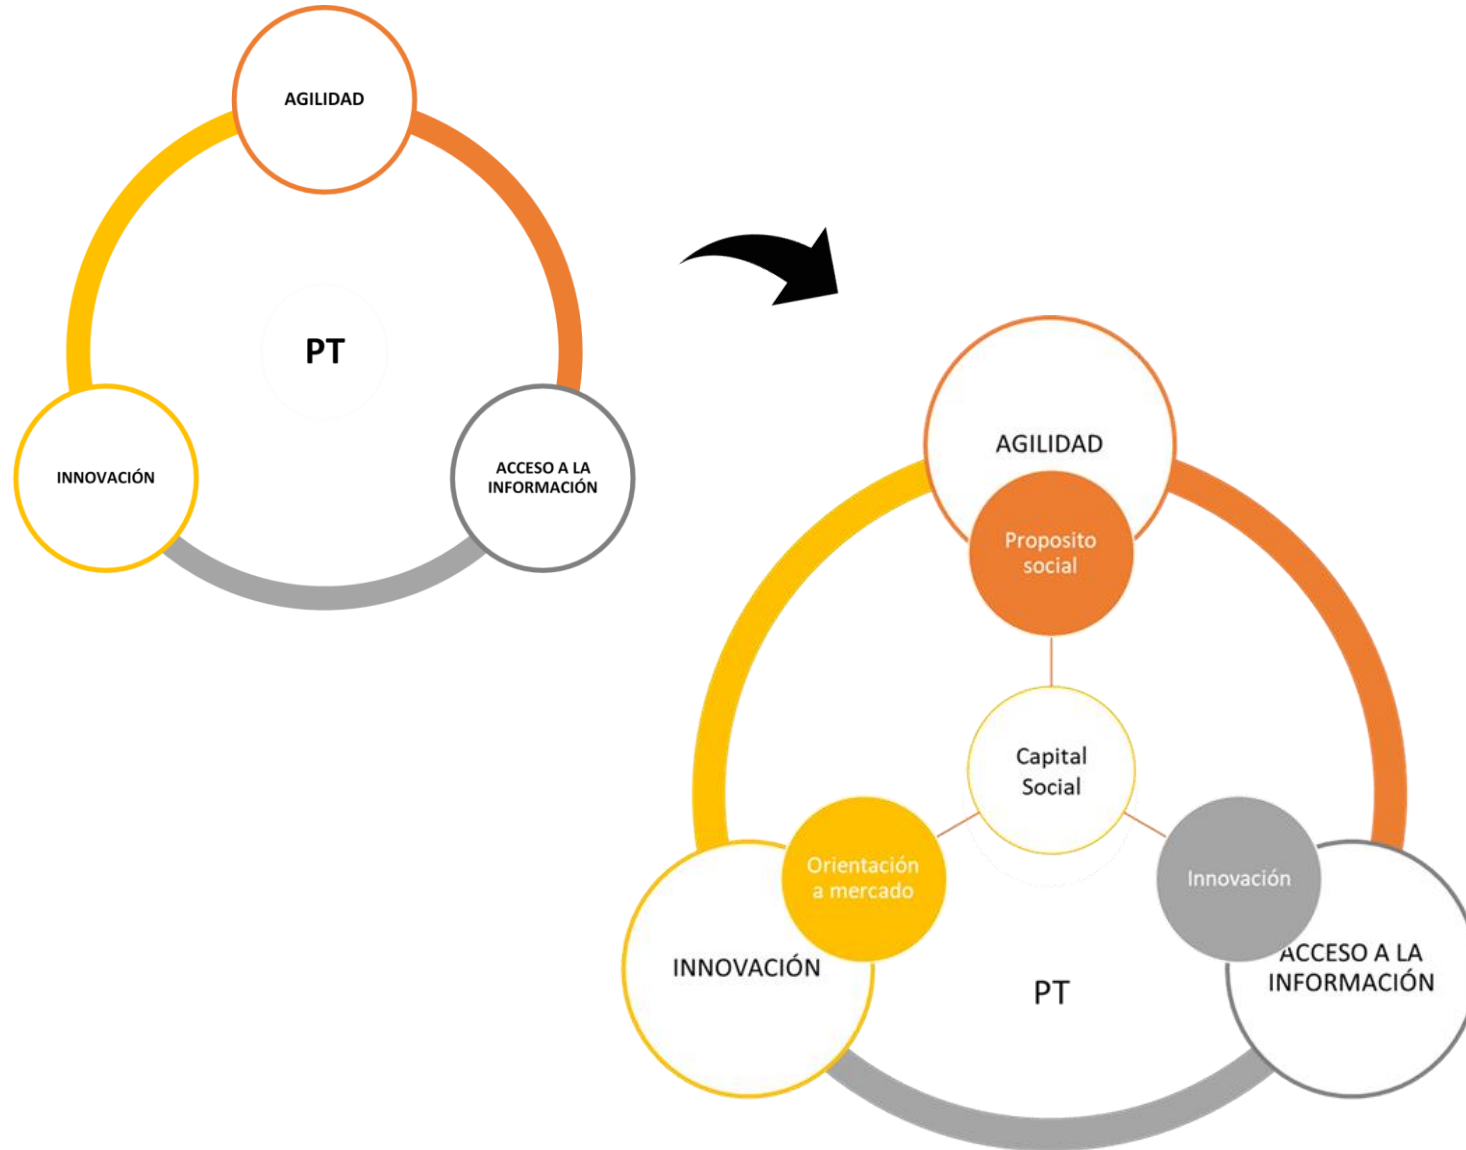 AGILIDAD
PT
INNOVACIÓN
ACCESO A LA
INFORMACIÓN
AGILIDAD
Proposito
social
Capital
Social
Orientación
a mercado
Innovación
INNOVACIÓN
ACCESO A LA
INFORMACIÓN
PT